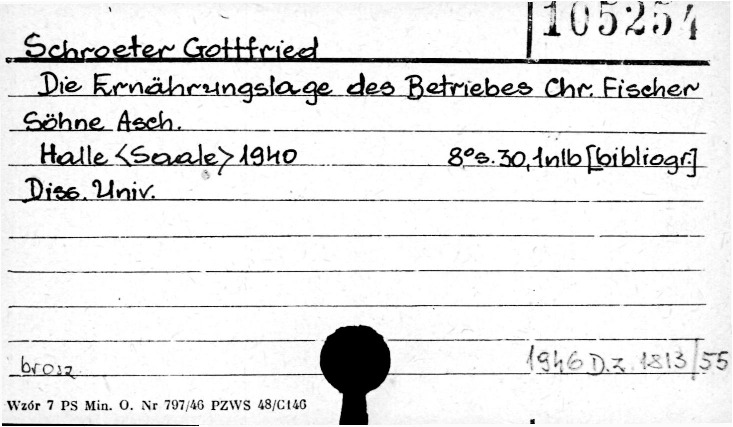 105254
Schroeter Gottfried
Die Ernährungslage des Betriebes Chr. Fischer
Söhne Asch.
Halle <Saale> 1940 8° s. 30, 1nlb [bibliogr.]
Diss. Univ.
brosz 1946 D.z. 1813/55
Wzór 7 PS Min. O. Nr 797/46 PZWS 48/C146